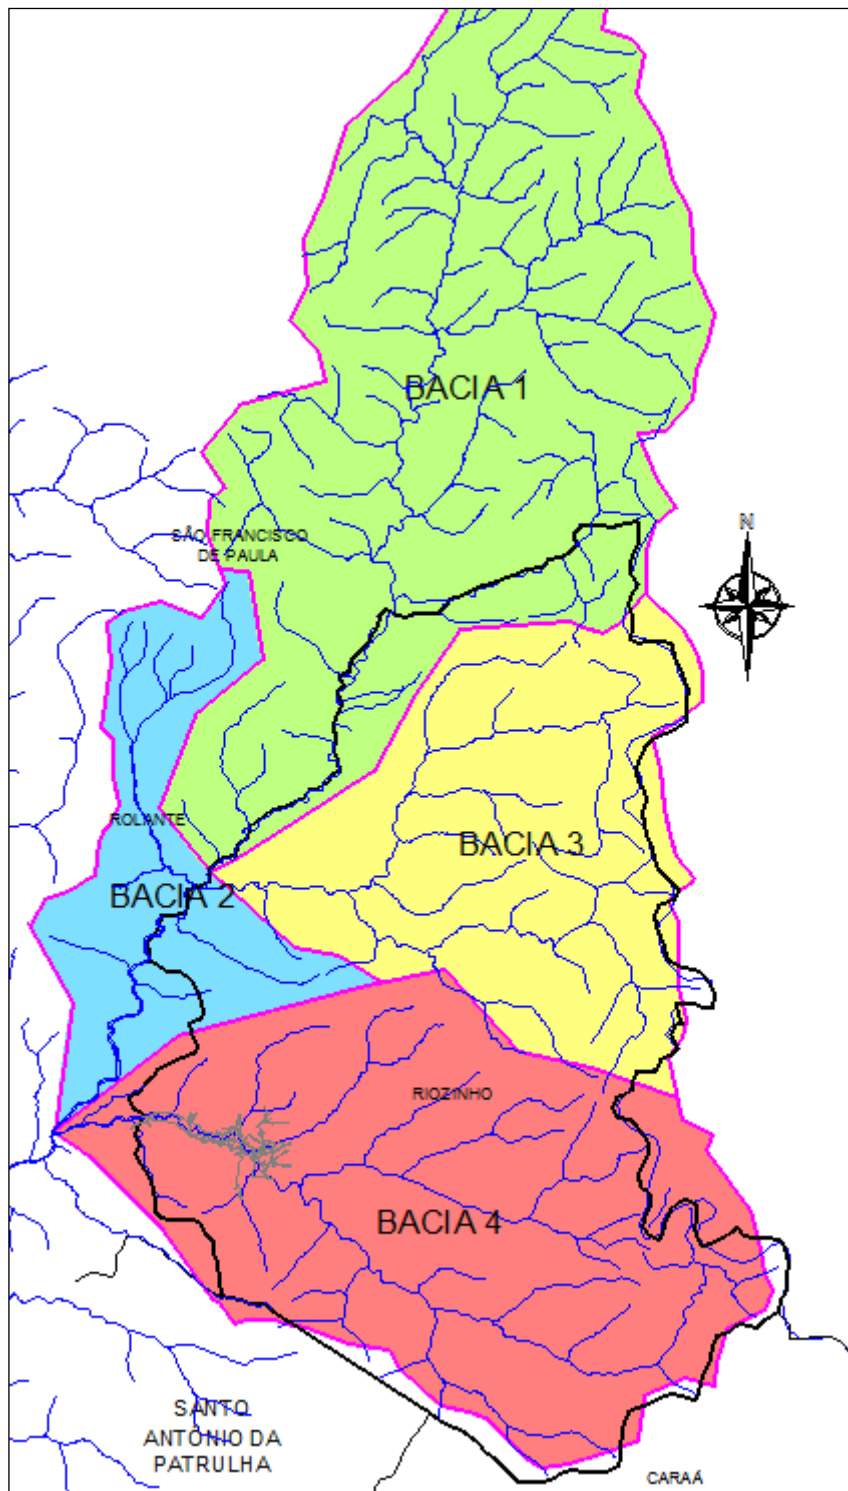 BACIA 1
N
SÃO FRANCISCO
DE PAULA
ROLANTE
BACIA 3
BACIA 2
RIOZINHO
BACIA 4
SANTO
ANTÔNIO DA
PATRULHA
CARAÁ